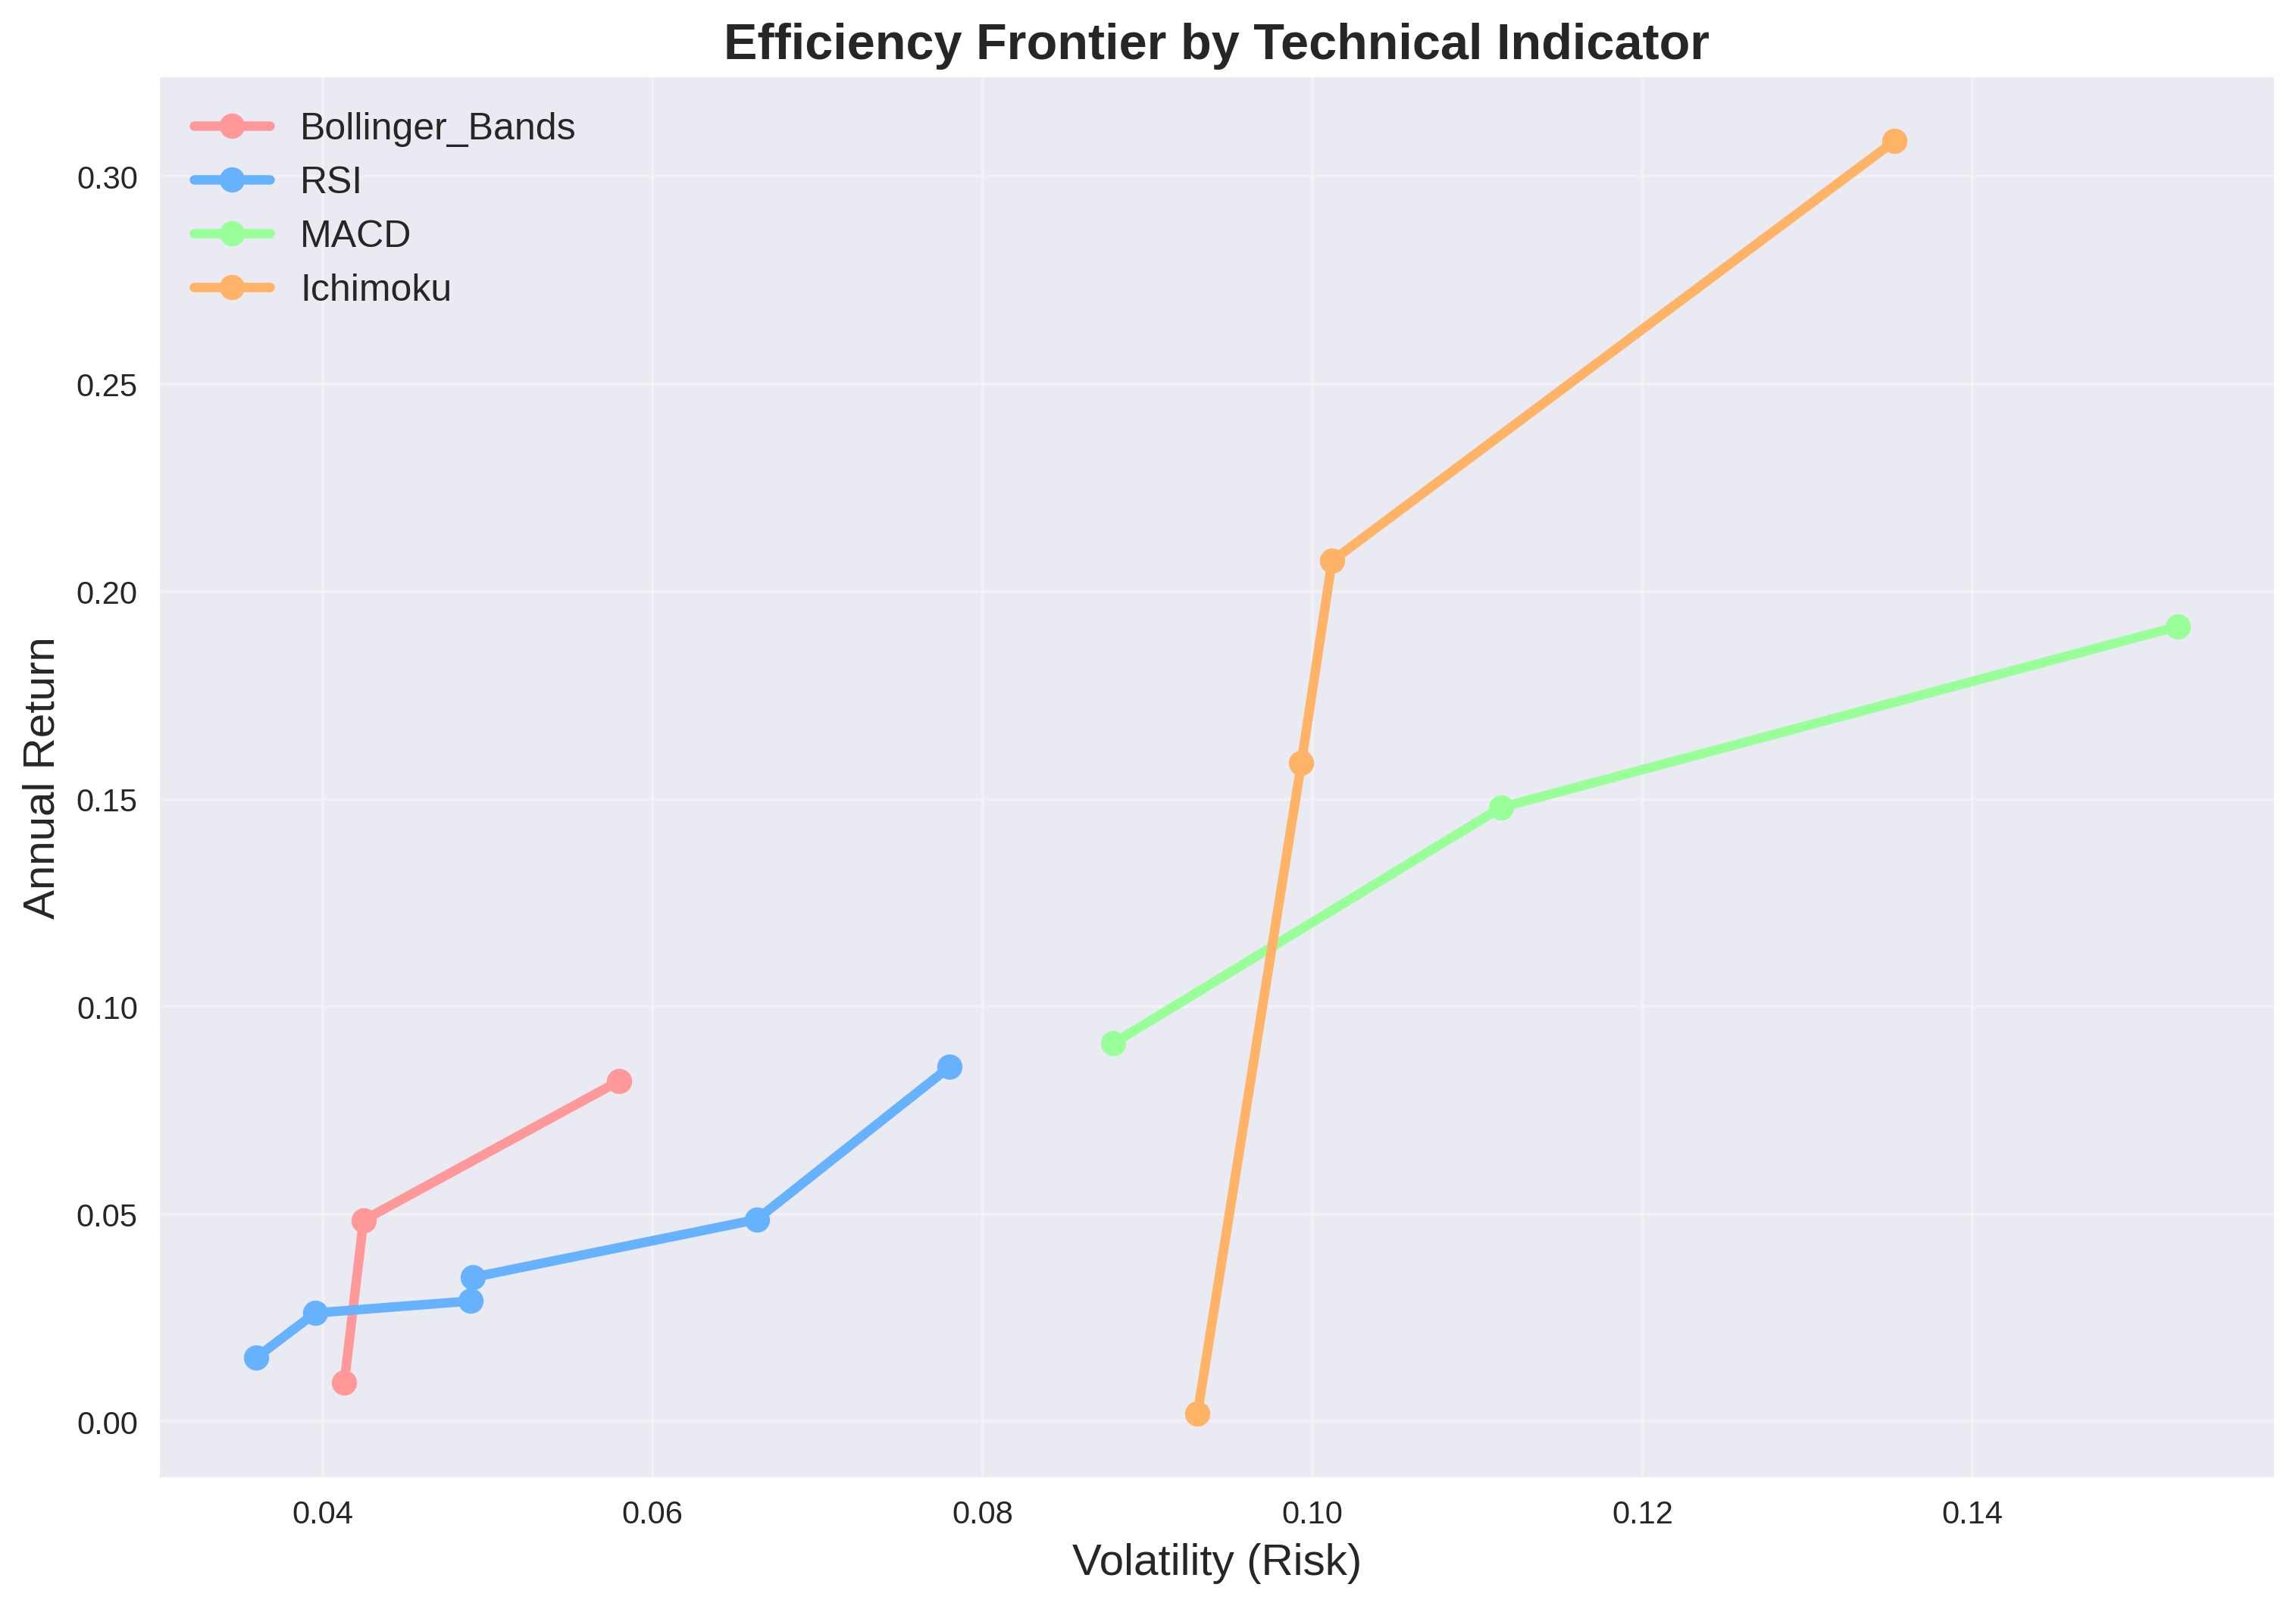 Efficiency Frontier by Technical Indicator
Bollinger_Bands
RSI
MACD
Ichimoku
0.30
0.25
0.20
0.15
0.10
0.05
0.00
Annual Return
0.04
0.06
0.08
0.10
0.12
0.14
Volatility (Risk)